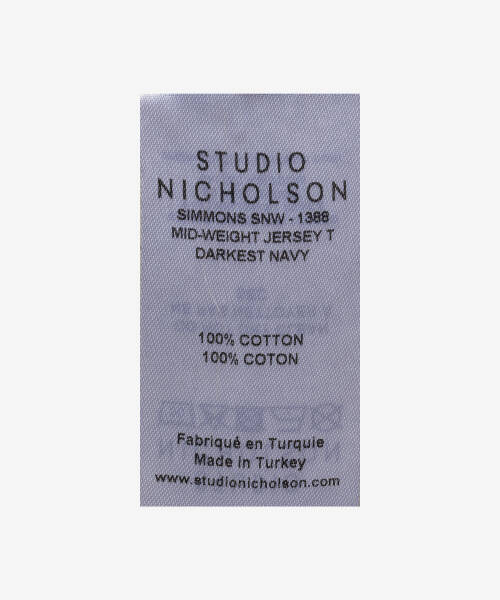 STUDIO
NICHOLSON
SIMMONS SNW - 1388
MID-WEIGHT JERSEY T
DARKEST NAVY
100% COTTON
100% COTON
Fabriqué en Turquie
Made in Turkey
www.studionicholson.com